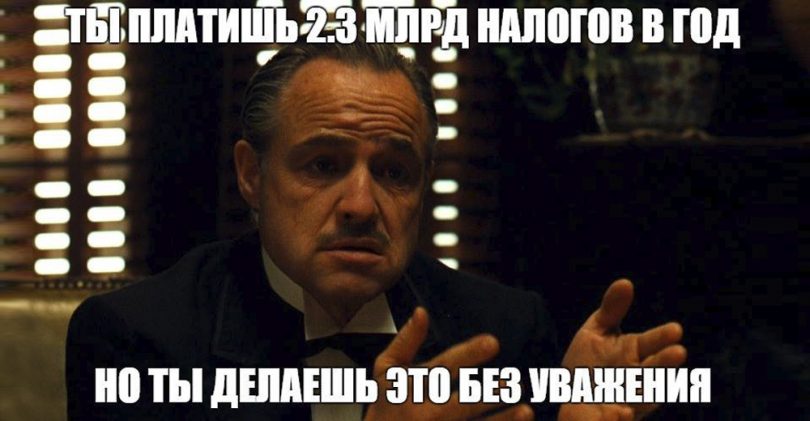 ТЫ ПЛАТИШЬ 2.3 МЛРД НАЛОГОВ В ГОД
НО ТЫ ДЕЛАЕШЬ ЭТО БЕЗ УВАЖЕНИЯ